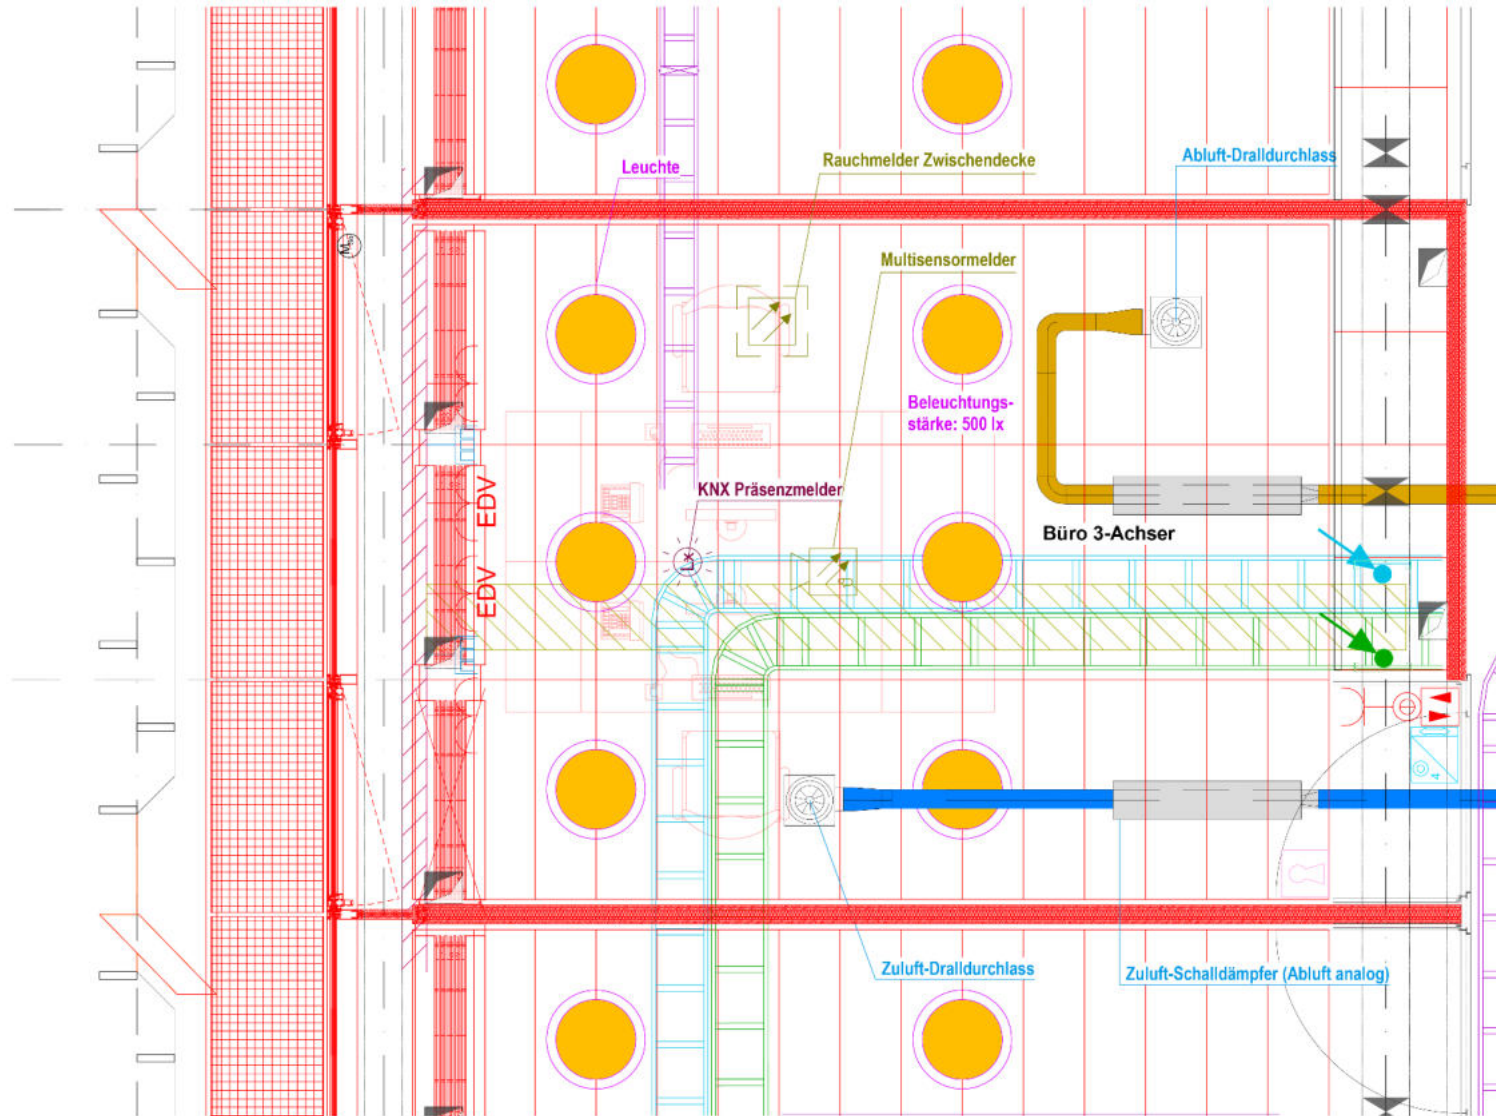 Abluft-Dralldurchlass
Rauchmelder Zwischendecke
Leuchte
Multisensormelder
Beleuchtungs-
stärke: 500 lx
KNX Präsenzmelder
EDV
EDV
Büro 3-Achser
Zuluft-Dralldurchlass
Zuluft-Schalldämpfer (Abluft analog)